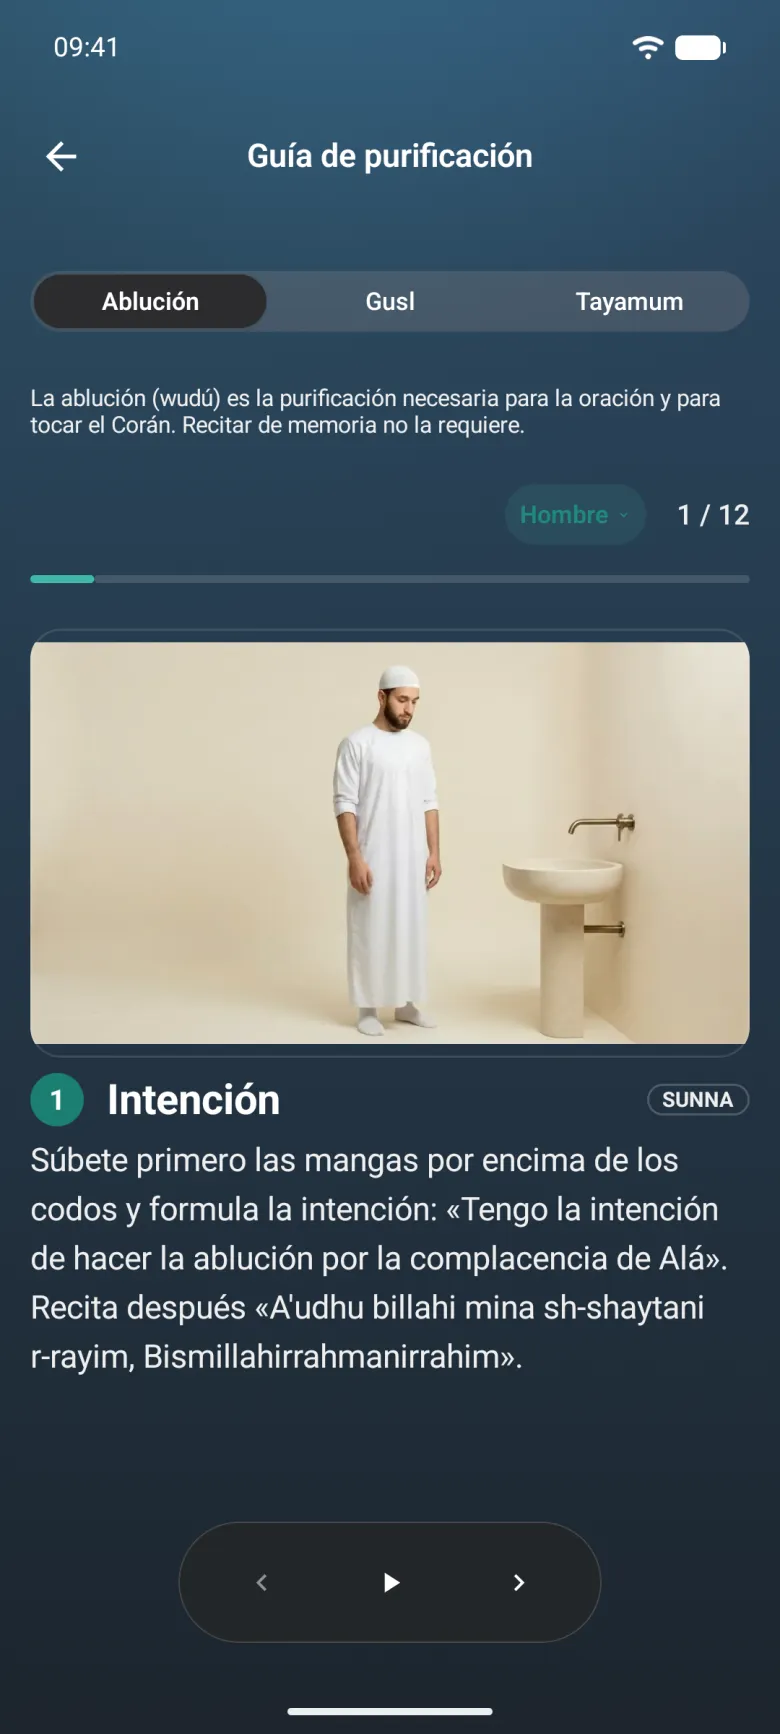 09:41
Guía de purificación
Ablución
Gusl
Tayamum
La ablución (wudú) es la purificación necesaria para la oración y para
tocar el Corán. Recitar de memoria no la requiere.
Hombre
1 / 12
1
Intención
SUNNA
Súbete primero las mangas por encima de los
codos y formula la intención: «Tengo la intención
de hacer la ablución por la complacencia de Alá».
Recita después «A'udhu billahi mina sh-shaytani
r-rayim, Bismillahirrahmanirrahim».